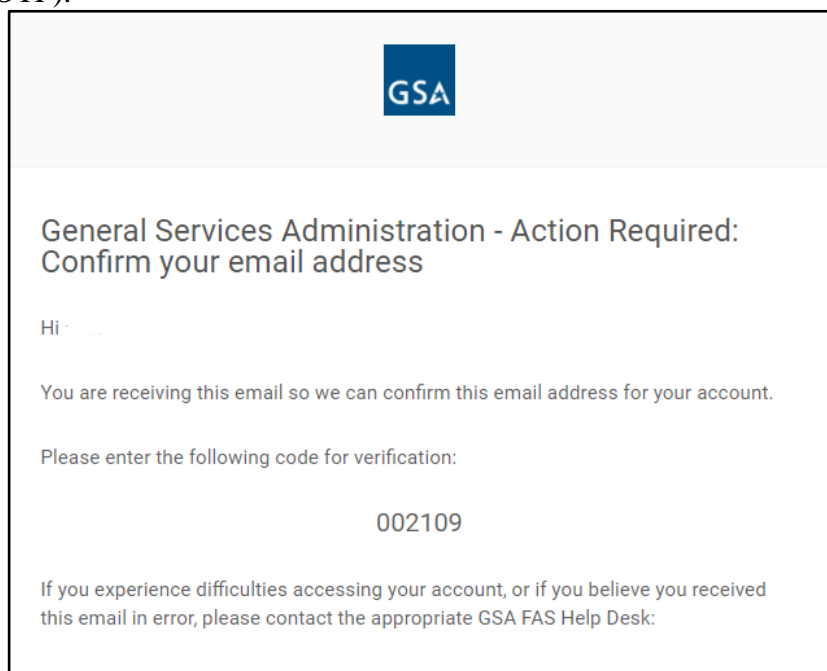 GSA
General Services Administration - Action Required:
Confirm your email address
Hi
You are receiving this email so we can confirm this email address for your account.
Please enter the following code for verification:
002109
If you experience difficulties accessing your account, or if you believe you received
this email in error, please contact the appropriate GSA FAS Help Desk: